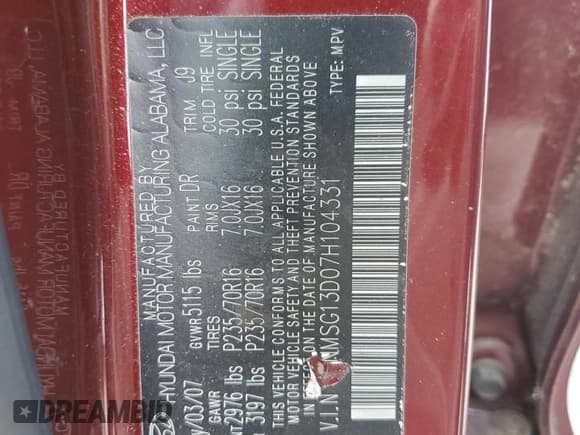 MANUFACTURED BY
HYUNDAI MOTOR MANUFACTURING ALABAMA, LLC
/03/07 GVWR 5115 lbs PAINT DR TRIM J9
GAWR TIRES RIMS COLD TIRE INFL
NT 2976 lbs P235/70R16 7.0JX16 30 psi SINGLE
3197 lbs P235/70R16 7.0JX16 30 psi SINGLE
THIS VEHICLE CONFORMS TO ALL APPLICABLE U.S.A. FEDERAL
MOTOR VEHICLE SAFETY AND THEFT PREVENTION STANDARDS
IN EFFECT ON THE DATE OF MANUFACTURE SHOWN ABOVE
V.I.N MSG13D07H104331 TYPE: MPV
© EPICBID